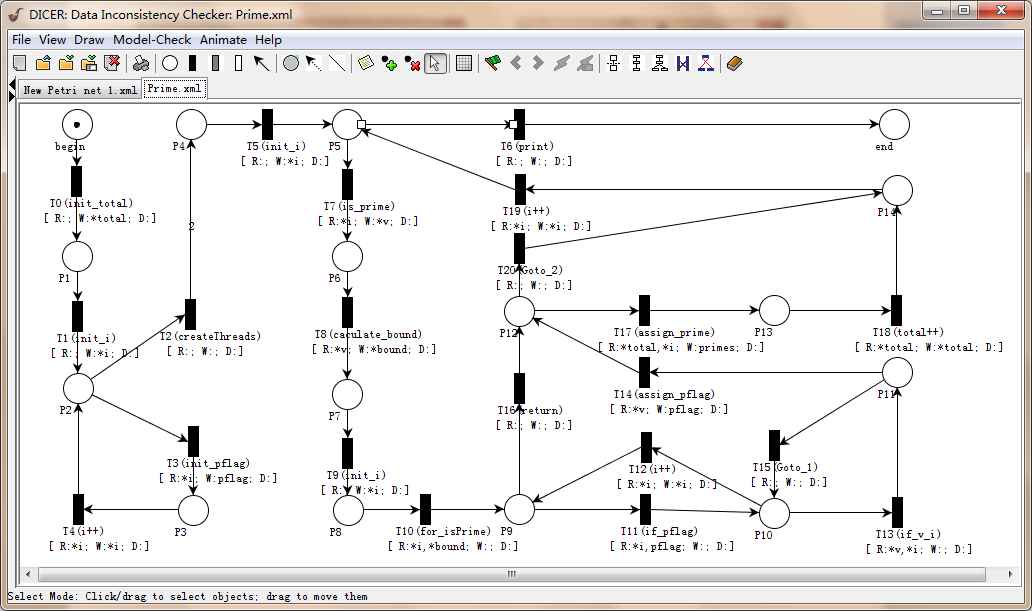 DICER: Data Inconsistency Checker: Prime.xml
File View Draw Model-Check Animate Help
New Petri net 1.xml Prime.xml
begin
P4
T5(init_i)
[ R:; W:*i; D:]
P5
T6(print)
[ R:; W:; D:]
end
T0(init_total)
[ R:; W:*total; D:]
T7(is_prime)
[ R:*i; W:*v; D:]
T19(i++)
[ R:*i; W:*i; D:]
P14
2
P1
P6
T20(Goto_2)
[ R:; W:; D:]
T1(init_i)
[ R:; W:*i; D:]
T2(createThreads)
[ R:; W:; D:]
T8(caculate_bound)
[ R:*v; W:*bound; D:]
P12
T17(assign_prime)
[ R:*total,*i; W:primes; D:]
P13
T18(total++)
[ R:*total; W:*total; D:]
P2
P7
T16(return)
[ R:; W:; D:]
T14(assign_pflag)
[ R:*v; W:pflag; D:]
P11
T3(init_pflag)
[ R:*i; W:pflag; D:]
T9(init_i)
[ R:; W:*i; D:]
T12(i++)
[ R:*i; W:*i; D:]
T15(Goto_1)
[ R:; W:; D:]
T4(i++)
[ R:*i; W:*i; D:]
P3
P8
T10(for_isPrime)
[ R:*i,*bound; W:; D:]
P9
T11(if_pflag)
[ R:*i,pflag; W:; D:]
P10
T13(if_v_i)
[ R:*v,*i; W:; D:]
Select Mode: Click/drag to select objects; drag to move them